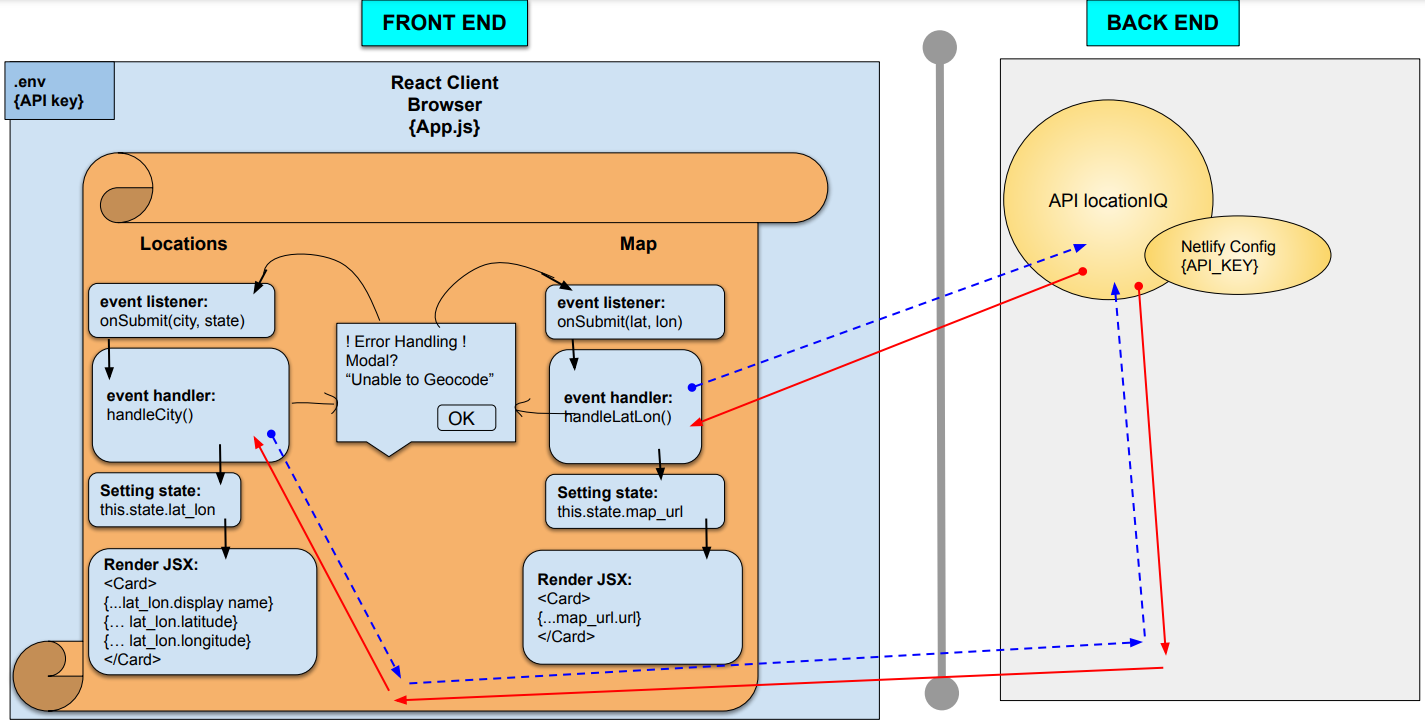 FRONT END
BACK END
.env
{API key}
React Client
Browser
{App.js}
Locations
Map
event listener:
onSubmit(city, state)
event handler:
handleCity()
Setting state:
this.state.lat_lon
Render JSX:
<Card>
{...lat_lon.display name}
{… lat_lon.latitude}
{… lat_lon.longitude}
</Card>
! Error Handling !
Modal?
“Unable to Geocode”
OK
event listener:
onSubmit(lat, lon)
event handler:
handleLatLon()
Setting state:
this.state.map_url
Render JSX:
<Card>
{...map_url.url}
</Card>
API locationIQ
Netlify Config
{API_KEY}